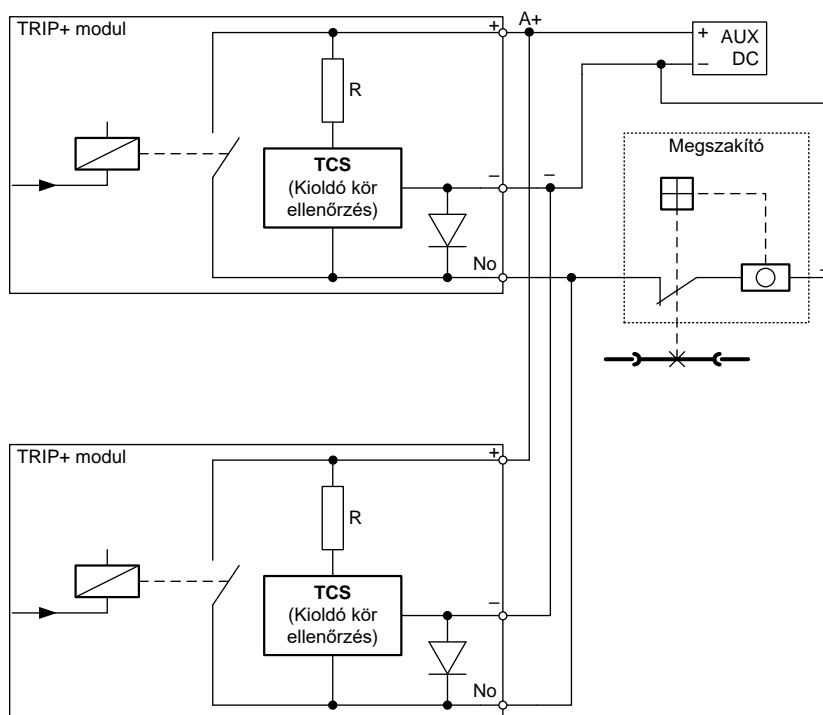 TRIP+ modul
+
A+
+
AUX
–
DC
R
Megszakító
TCS
(Kioldó kör
ellenőrzés)
–
–
No
–
TRIP+ modul
+
R
TCS
(Kioldó kör
ellenőrzés)
–
No